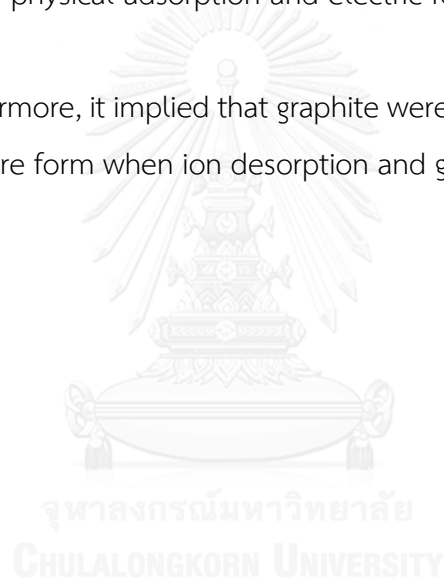 physical adsorption and electric
rmore, it implied that graphite were
re form when ion desorption and g
จุฬาลงกรณ์มหาวิทยาลัย
CHULALONGKORN UNIVERSITY